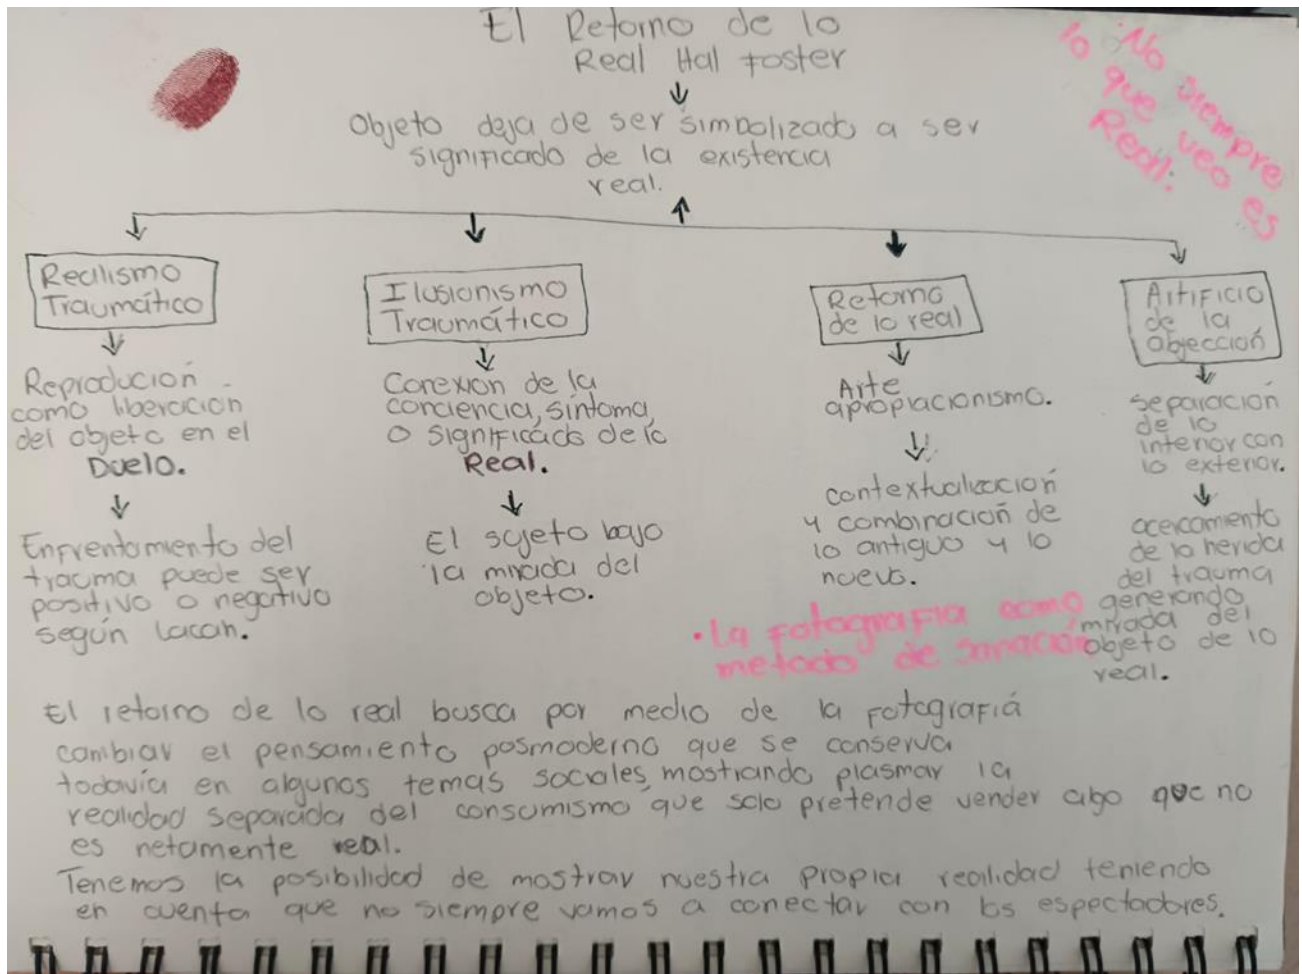 El Retorno de lo
Real Hal Foster
Objeto deja de ser simbolizado a ser
significado de la existencia
real.
No siempre
lo que veo es
Real.
Realismo
Traumático
Reproducion
como liberacion
del objeto en el
Duelo.
Enfrentamiento del
trauma puede ser
positivo o negativo
según Lacan.
Ilusionismo
Traumático
Conexion de la
conciencia, síntoma,
o significado de lo
Real.
El sujeto bajo
la mirada del
objeto.
Retorno
de lo real
Arte
apropiacionismo.
contextualización
y combinación de
lo antiguo y lo
nuevo.
Artificio
de la
abjección
separación
de lo
interior con
lo exterior.
acercamiento
de la herida
del trauma
generando
mirada del
objeto de lo
real.
• La fotografia como
metodo de sanación
El retorno de lo real busca por medio de la fotografiá
cambiar el pensamiento posmoderno que se conserva
todavía en algunos temas sociales, mostrando plasmar la
realidad separada del consumismo que solo pretende vender algo que no
es netamente real.
Tenemos la posibilidad de mostrar nuestra propia realidad teniendo
en cuenta que no siempre vamos a conectar con los espectadores.